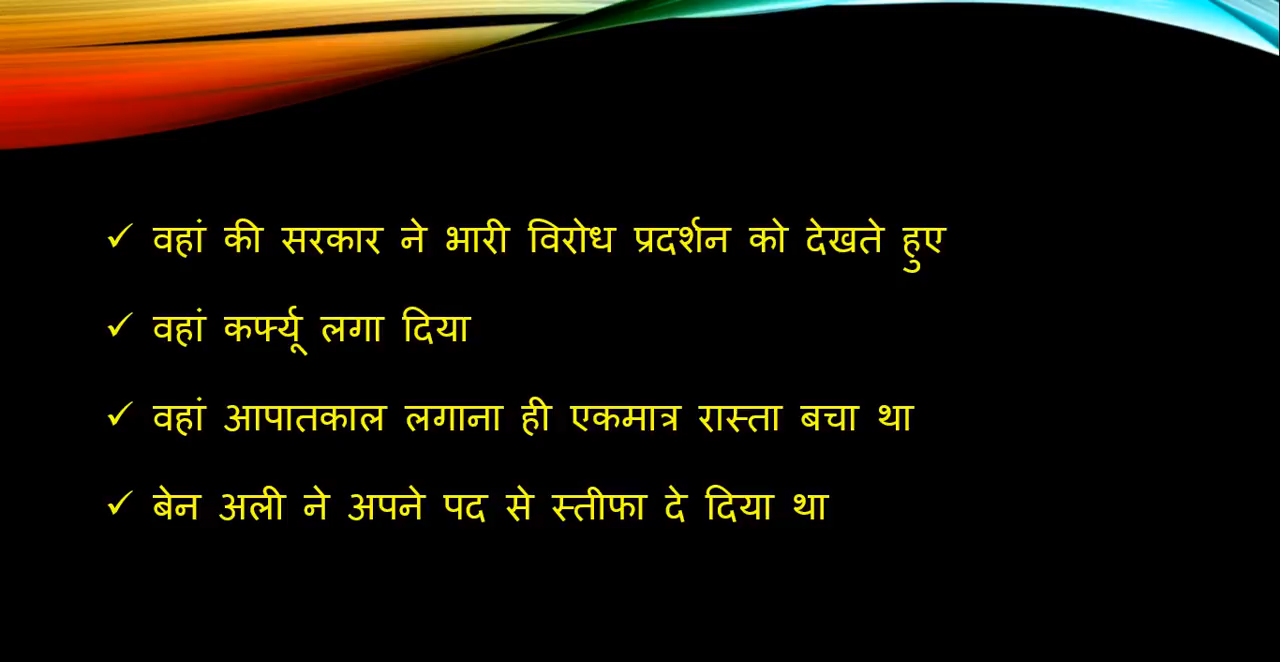 ✓ वहां की सरकार ने भारी विरोध प्रदर्शन को देखते हुए
✓ वहां कर्फ्यू लगा दिया
✓ वहां आपातकाल लगाना ही एकमात्र रास्ता बचा था
✓ बेन अली ने अपने पद से स्तीफा दे दिया था